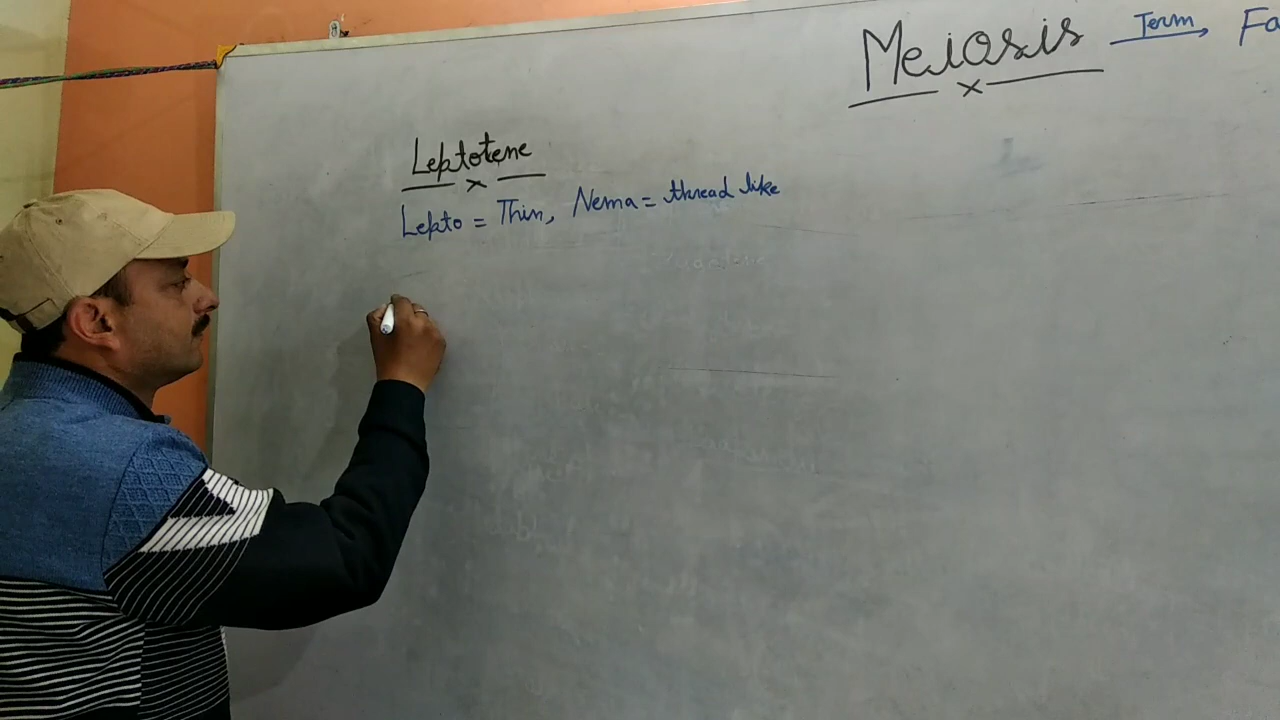 Meiosis Term, Fa
Leptotene
Lepto = Thin, Nema = thread like